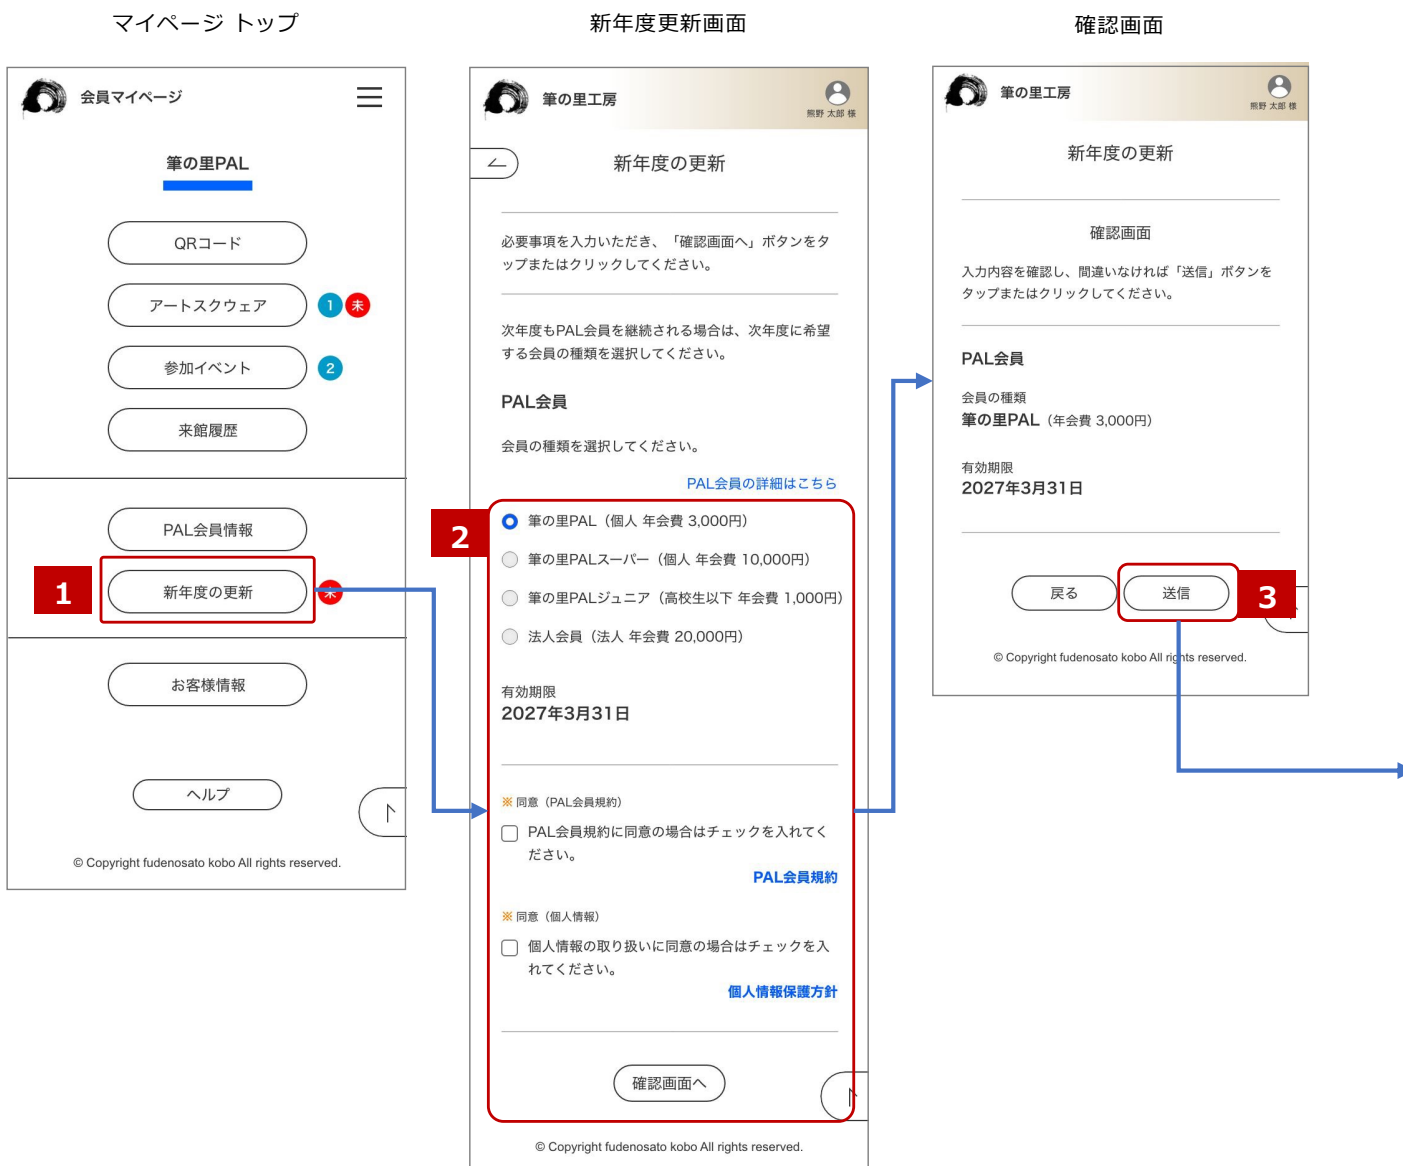 マイページ トップ
会員マイページ
筆の里PAL
QRコード
アートスクウェア
1
未
参加イベント
2
来館履歴
PAL会員情報
1
新年度の更新
未
お客様情報
ヘルプ
© Copyright fudenosato kobo All rights reserved.
新年度更新画面
筆の里工房
熊野 太郎 様
新年度の更新
必要事項を入力いただき、「確認画面へ」ボタンをタ
ップまたはクリックしてください。
次年度もPAL会員を継続される場合は、次年度に希望
する会員の種類を選択してください。
PAL会員
会員の種類を選択してください。
PAL会員の詳細はこちら
2
筆の里PAL（個人 年会費 3,000円）
筆の里PALスーパー（個人 年会費 10,000円）
筆の里PALジュニア（高校生以下 年会費 1,000円）
法人会員（法人 年会費 20,000円）
有効期限
2027年3月31日
※ 同意（PAL会員規約）
PAL会員規約に同意の場合はチェックを入れてく
ださい。
PAL会員規約
※ 同意（個人情報）
個人情報の取り扱いに同意の場合はチェックを入
れてください。
個人情報保護方針
確認画面へ
© Copyright fudenosato kobo All rights reserved.
確認画面
筆の里工房
熊野 太郎 様
新年度の更新
確認画面
入力内容を確認し、間違いなければ「送信」ボタンを
タップまたはクリックしてください。
PAL会員
会員の種類
筆の里PAL（年会費 3,000円）
有効期限
2027年3月31日
戻る
送信
3
© Copyright fudenosato kobo All rights reserved.